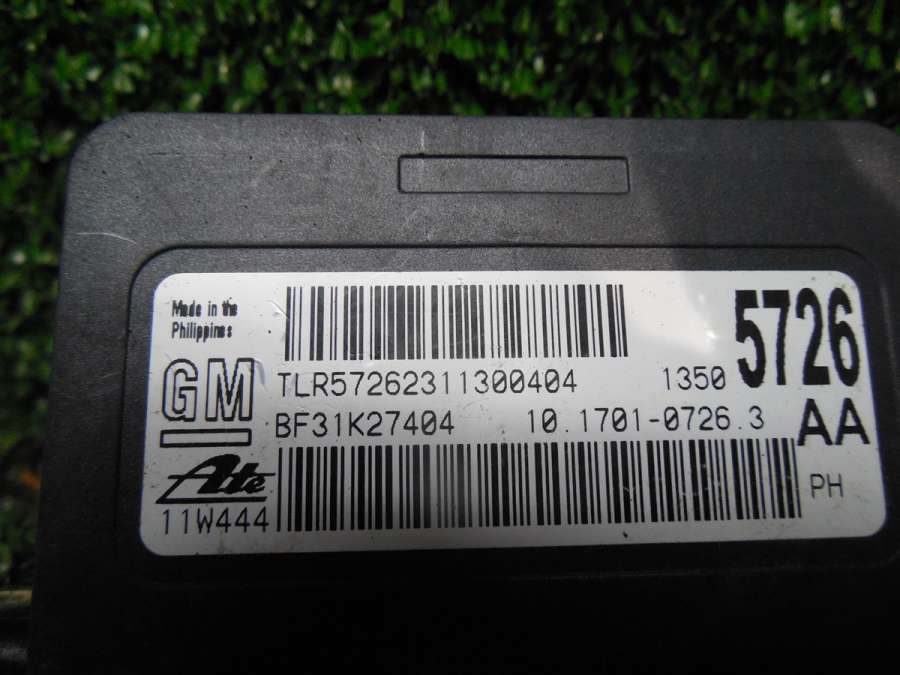 Made in the
Philippines
GM
TLR57262311300404 1350 5726
BF31K27404 10.1701-0726.3 AA
Ate
11W444 PH